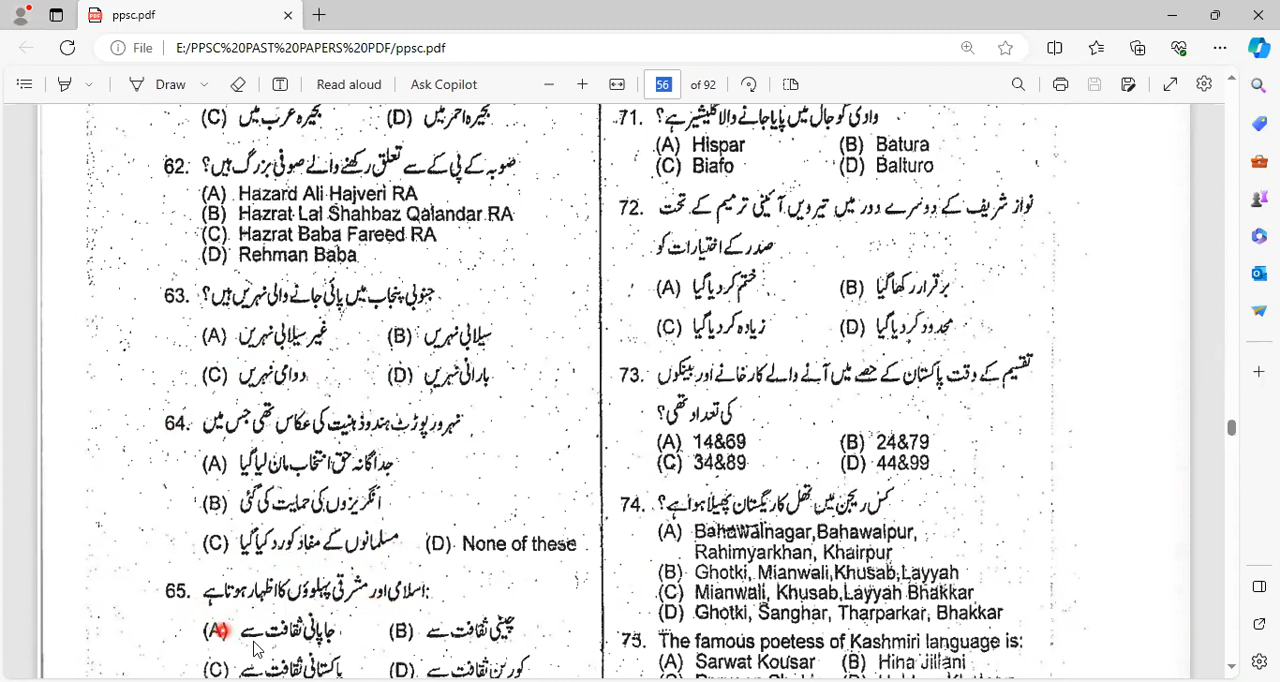 ppsc.pdf
File E:/PPSC%20PAST%20PAPERS%20PDF/ppsc.pdf
Draw Read aloud Ask Copilot 56 of 92
(C) بحیرہ عرب میں (D) بحیرہ احمر میں
62. صوبہ کے پی کے سے تعلق رکھنے والے صوفی بزرگ ہیں؟
(A) Hazard Ali Hajveri RA
(B) Hazrat Lal Shahbaz Qalandar RA
(C) Hazrat Baba Fareed RA
(D) Rehman Baba
63. جنوبی پنجاب میں پائی جانے والی نہریں ہیں؟
(A) غیر سیلابی نہریں (B) سیلابی نہریں
(C) دوامی نہریں (D) بارانی نہریں
64. نہرو رپورٹ ہندو ذہنیت کی عکاس تھی جس میں
(A) جداگانہ حق انتخاب مان لیا گیا
(B) انگریزوں کی حمایت کی گئی
(C) مسلمانوں کے مفاد کو رد کیا گیا (D) None of these
65. اسلامی اور مشرقی پہلوؤں کا اظہار ہوتا ہے:
(A) جاپانی ثقافت سے (B) چینی ثقافت سے
(C) پاکستانی ثقافت سے (D) کورین ثقافت سے
71. وادی کوجال میں پایا جانے والا گلیشیر ہے؟
(A) Hispar (B) Batura
(C) Biafo (D) Balturo
72. نواز شریف کے دوسرے دور میں تیرویں آئینی ترمیم کے تحت
صدر کے اختیارات کو
(A) ختم کر دیا گیا (B) برقرار رکھا گیا
(C) زیادہ کر دیا گیا (D) محدود کر دیا گیا
73. تقسیم کے وقت پاکستان کے حصے میں آنے والے کارخانے اور بینکوں
کی تعداد تھی؟
(A) 14&69 (B) 24&79
(C) 34&89 (D) 44&99
74. کس ریجن میں تھل کا ریگستان پھیلا ہوا ہے؟
(A) Bahawalnagar,Bahawalpur,
Rahimyarkhan, Khairpur
(B) Ghotki, Mianwali,Khusab,Layyah
(C) Mianwali, Khusab,Layyah Bhakkar
(D) Ghotki, Sanghar, Tharparkar, Bhakkar
75. The famous poetess of Kashmiri language is:
(A) Sarwat Kousar (B) Hina Jillani